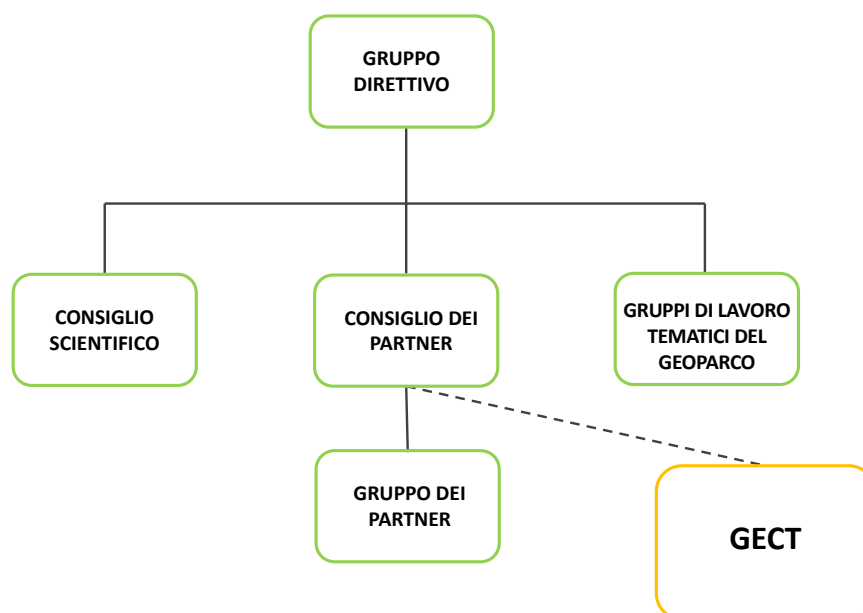 GRUPPO
DIRETTIVO
CONSIGLIO
SCIENTIFICO
CONSIGLIO DEI
PARTNER
GRUPPI DI LAVORO
TEMATICI DEL
GEOPARCO
GRUPPO DEI
PARTNER
GECT